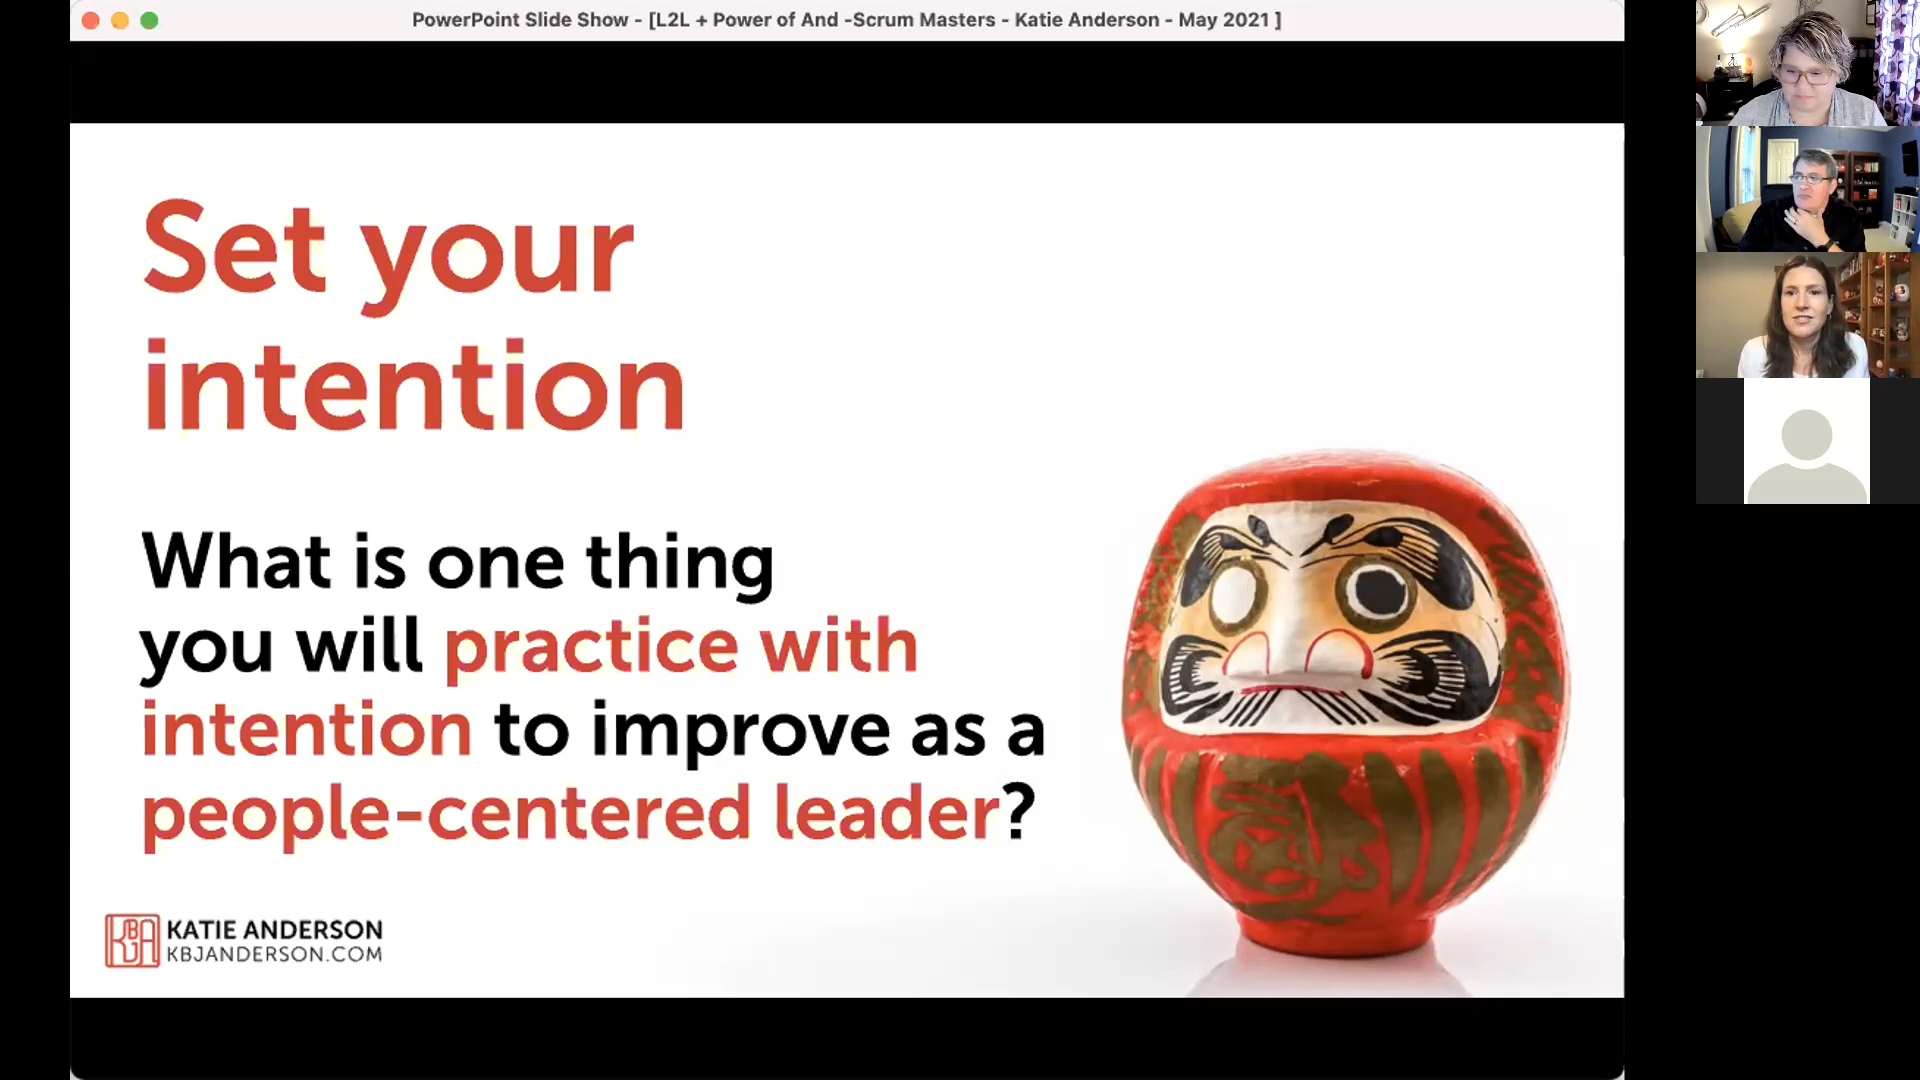 PowerPoint Slide Show - [L2L + Power of And -Scrum Masters - Katie Anderson - May 2021 ]
Set your
intention
What is one thing
you will practice with
intention to improve as a
people-centered leader?
KBJA
KATIE ANDERSON
KBJANDERSON.COM